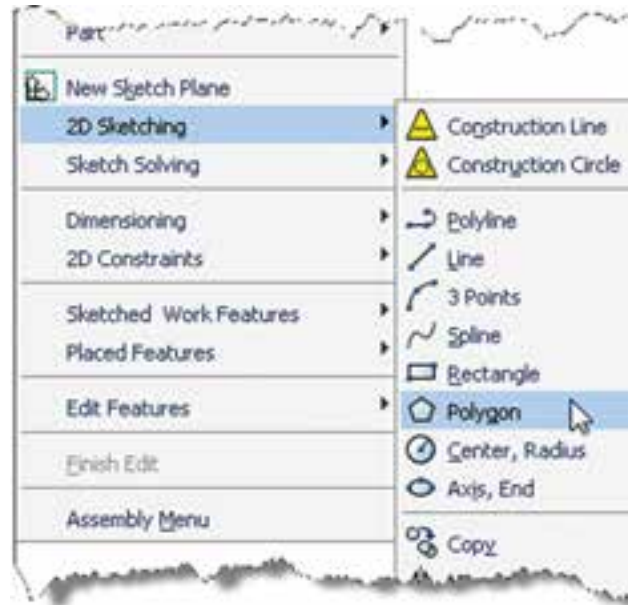 Part
New Sketch Plane
2D Sketching
Sketch Solving
Dimensioning
2D Constraints
Sketched Work Features
Placed Features
Edit Features
Finish Edit
Assembly Menu
Construction Line
Construction Circle
Polyline
Line
3 Points
Spline
Rectangle
Polygon
Center, Radius
Axis, End
Copy